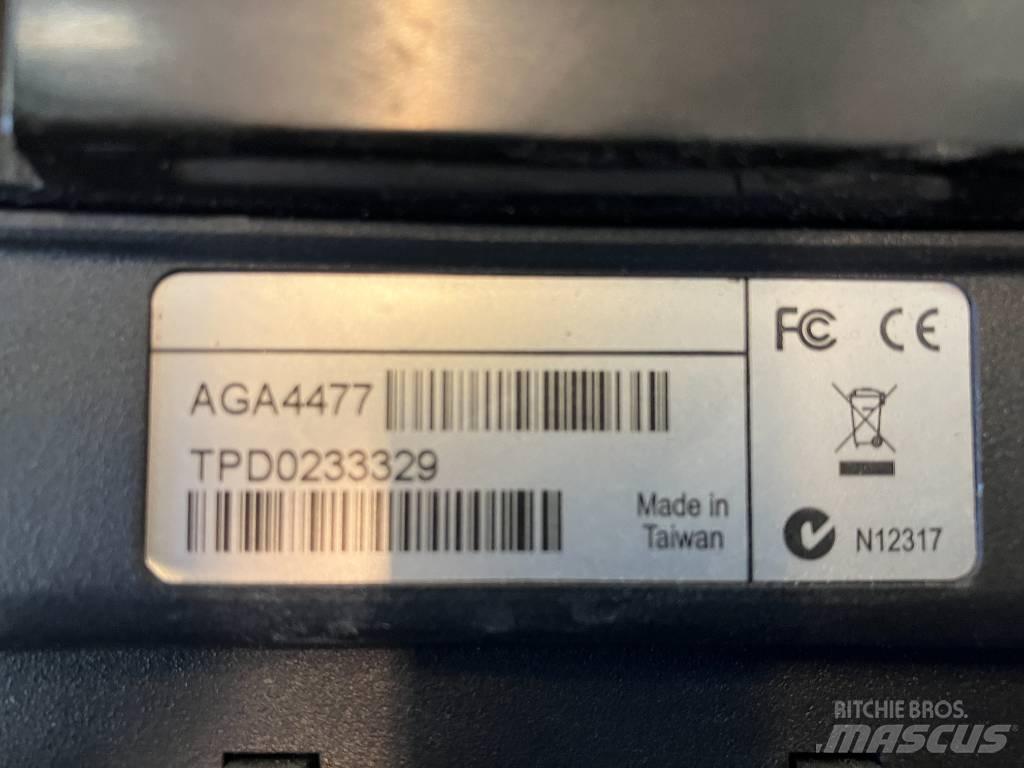 AGA4477
TPD0233329
Made in
Taiwan
FC CE
N12317
RITCHIE BROS.
MASCUS